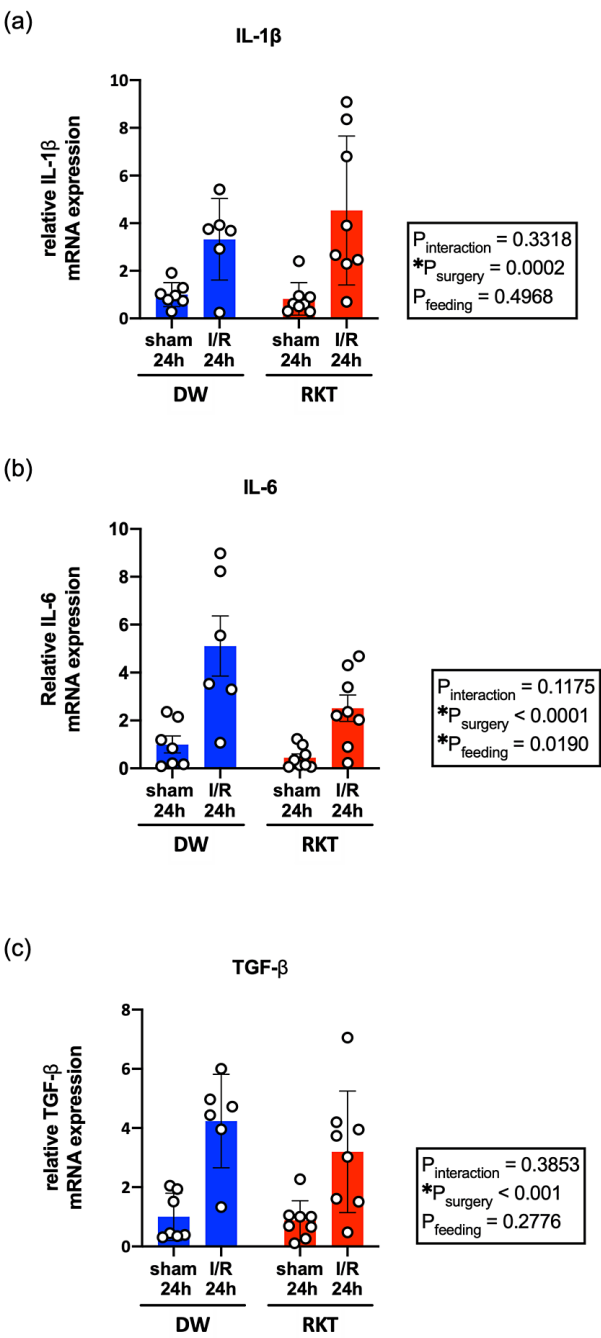 (a)
IL-1β
relative IL-1β
mRNA expression
10
8
6
4
2
0
sham
24h
I/R
24h
sham
24h
I/R
24h
DW
RKT
Pinteraction = 0.3318
*Psurgery = 0.0002
Pfeeding = 0.4968
(b)
IL-6
Relative IL-6
mRNA expression
10
8
6
4
2
0
sham
24h
I/R
24h
sham
24h
I/R
24h
DW
RKT
Pinteraction = 0.1175
*Psurgery < 0.0001
*Pfeeding = 0.0190
(c)
TGF-β
relative TGF-β
mRNA expression
8
6
4
2
0
sham
24h
I/R
24h
sham
24h
I/R
24h
DW
RKT
Pinteraction = 0.3853
*Psurgery < 0.001
Pfeeding = 0.2776